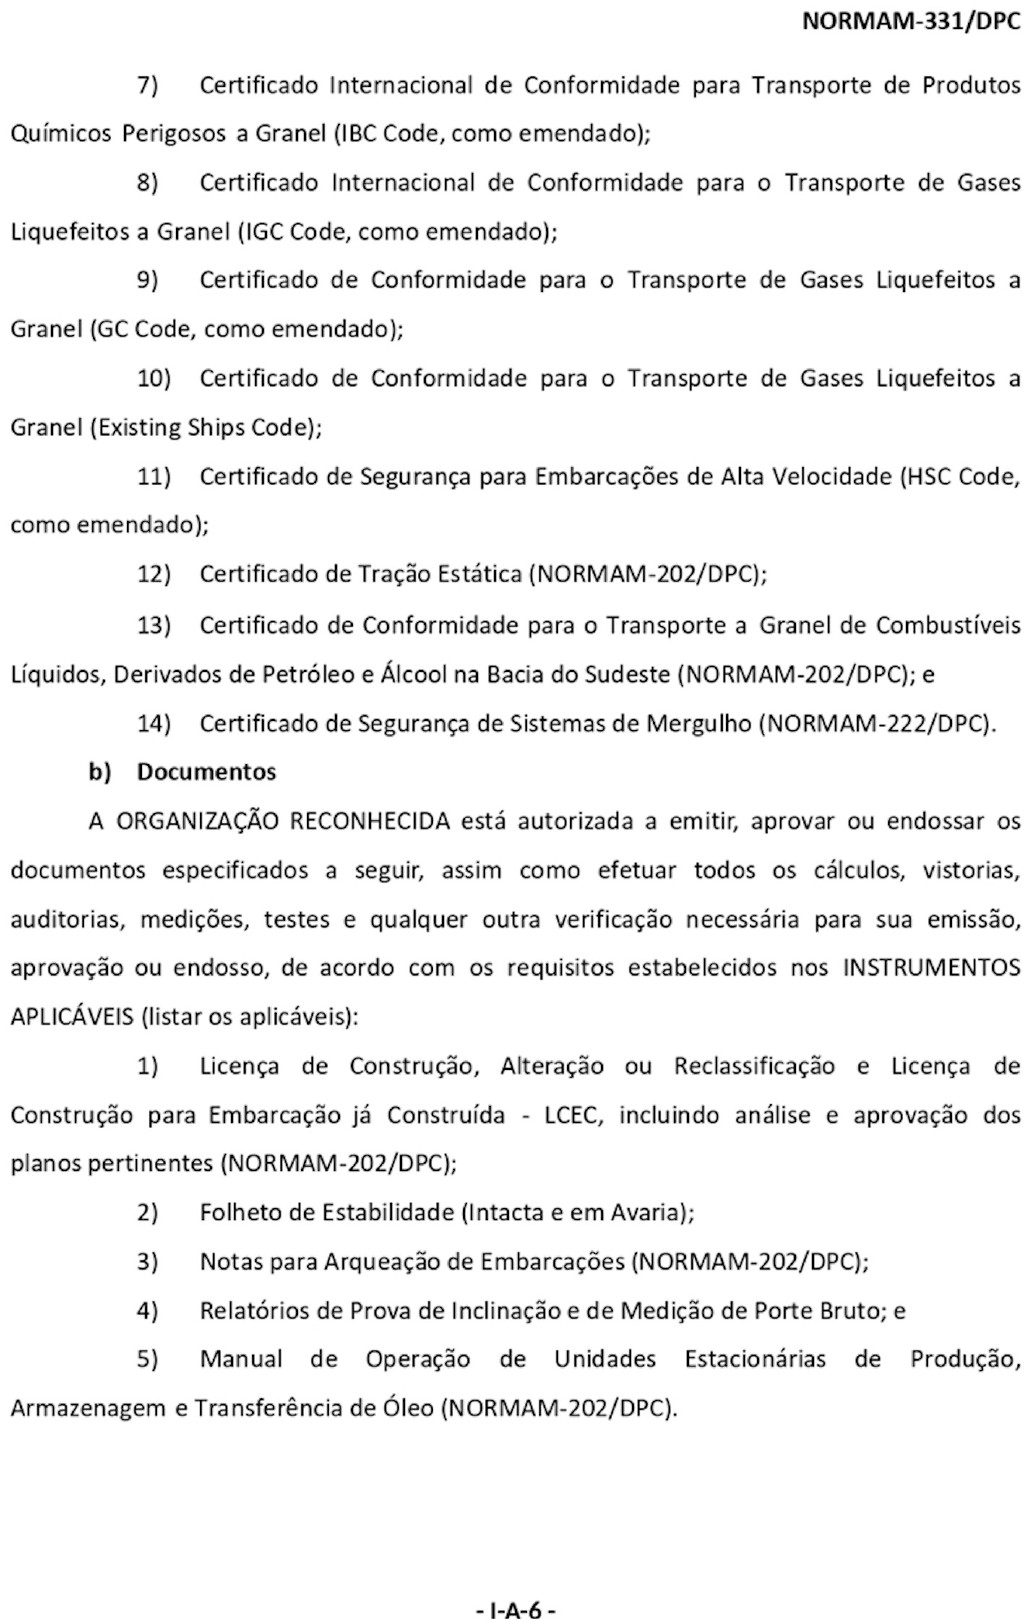 NORMAM-331/DPC
7) Certificado Internacional de Conformidade para Transporte de Produtos
Químicos Perigosos a Granel (IBC Code, como emendado);
8) Certificado Internacional de Conformidade para o Transporte de Gases
Liquefeitos a Granel (IGC Code, como emendado);
9) Certificado de Conformidade para o Transporte de Gases Liquefeitos a
Granel (GC Code, como emendado);
10) Certificado de Conformidade para o Transporte de Gases Liquefeitos a
Granel (Existing Ships Code);
11) Certificado de Segurança para Embarcações de Alta Velocidade (HSC Code,
como emendado);
12) Certificado de Tração Estática (NORMAM-202/DPC);
13) Certificado de Conformidade para o Transporte a Granel de Combustíveis
Líquidos, Derivados de Petróleo e Álcool na Bacia do Sudeste (NORMAM-202/DPC); e
14) Certificado de Segurança de Sistemas de Mergulho (NORMAM-222/DPC).
b) Documentos
A ORGANIZAÇÃO RECONHECIDA está autorizada a emitir, aprovar ou endossar os
documentos especificados a seguir, assim como efetuar todos os cálculos, vistorias,
auditorias, medições, testes e qualquer outra verificação necessária para sua emissão,
aprovação ou endosso, de acordo com os requisitos estabelecidos nos INSTRUMENTOS
APLICÁVEIS (listar os aplicáveis):
1) Licença de Construção, Alteração ou Reclassificação e Licença de
Construção para Embarcação já Construída - LCEC, incluindo análise e aprovação dos
planos pertinentes (NORMAM-202/DPC);
2) Folheto de Estabilidade (Intacta e em Avaria);
3) Notas para Arqueação de Embarcações (NORMAM-202/DPC);
4) Relatórios de Prova de Inclinação e de Medição de Porte Bruto; e
5) Manual de Operação de Unidades Estacionárias de Produção,
Armazenagem e Transferência de Óleo (NORMAM-202/DPC).
- I-A-6 -